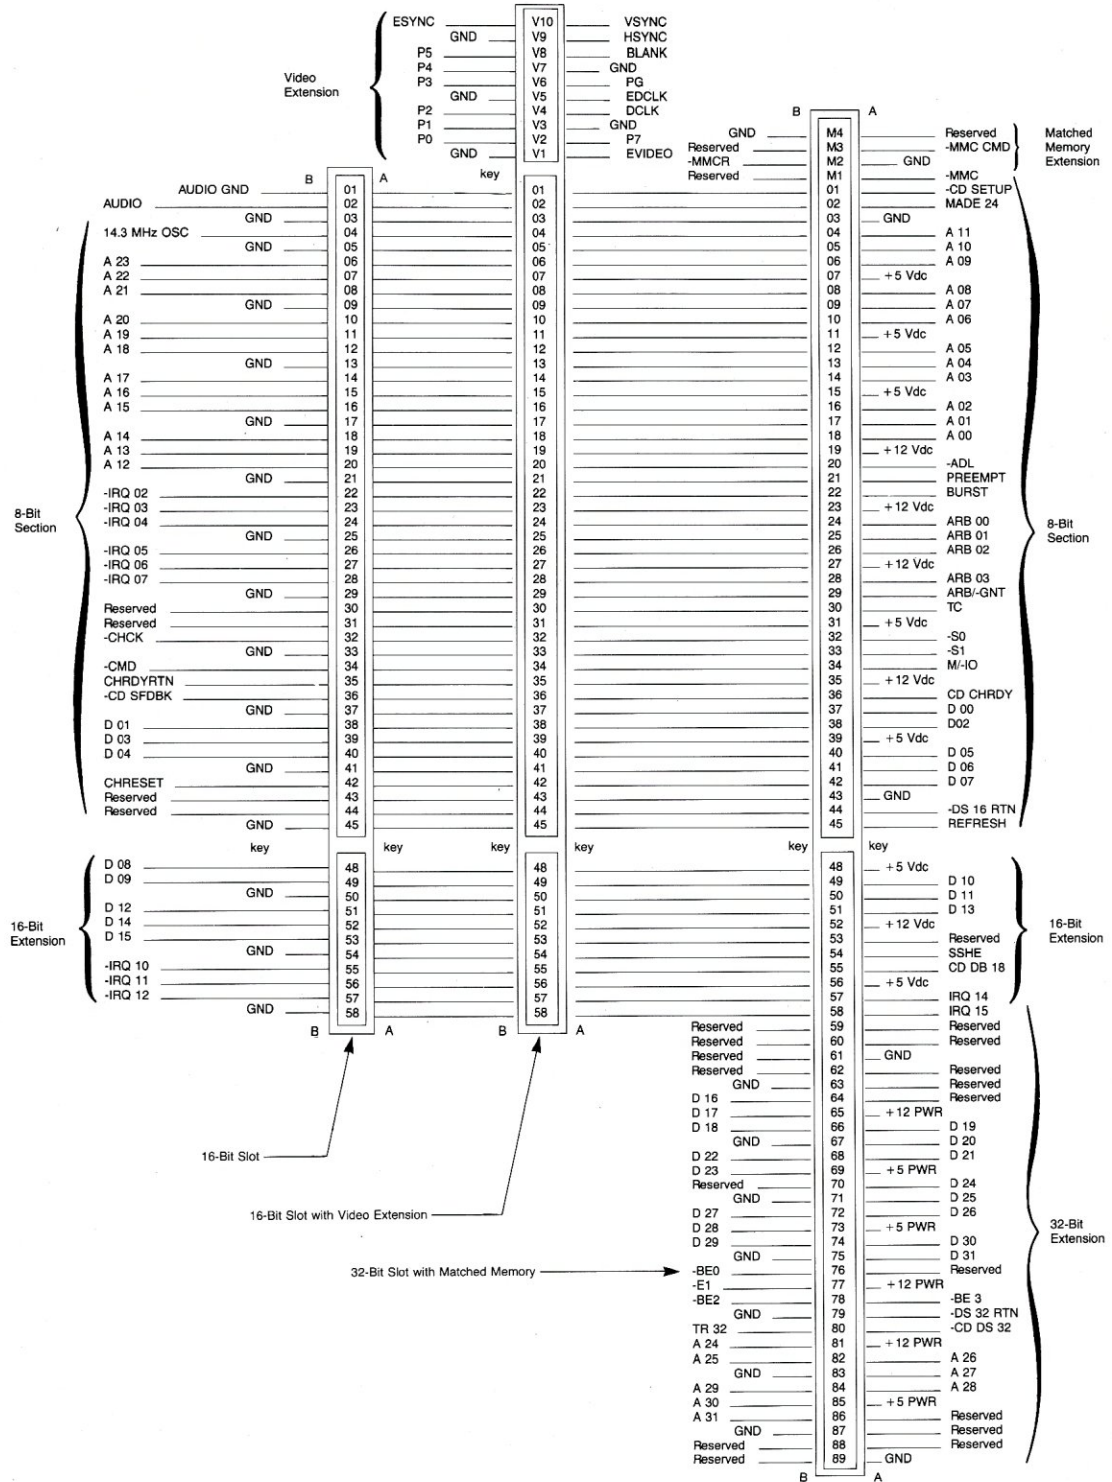 ESYNC V10 VSYNC
GND V9 HSYNC
P5 V8 BLANK
P4 V7 GND
P3 V6 PG
GND V5 EDCLK
P2 V4 DCLK
P1 V3 GND
P0 V2 P7
GND V1 EVIDEO
Video
Extension
key
B A
GND M4 Reserved
Reserved M3 -MMC CMD
-MMCR M2 GND
Reserved M1 -MMC
Matched
Memory
Extension
B A
AUDIO GND 01 01 01 -CD SETUP
AUDIO 02 02 02 MADE 24
GND 03 03 03 GND
14.3 MHz OSC 04 04 04 A 11
GND 05 05 05 A 10
A 23 06 06 06 A 09
A 22 07 07 07 +5 Vdc
A 21 08 08 08 A 08
GND 09 09 09 A 07
A 20 10 10 10 A 06
A 19 11 11 11 +5 Vdc
A 18 12 12 12 A 05
GND 13 13 13 A 04
A 17 14 14 14 A 03
A 16 15 15 15 +5 Vdc
A 15 16 16 16 A 02
GND 17 17 17 A 01
A 14 18 18 18 A 00
A 13 19 19 19 +12 Vdc
A 12 20 20 20 -ADL
GND 21 21 21 PREEMPT
-IRQ 02 22 22 22 BURST
-IRQ 03 23 23 23 +12 Vdc
-IRQ 04 24 24 24 ARB 00
GND 25 25 25 ARB 01
-IRQ 05 26 26 26 ARB 02
-IRQ 06 27 27 27 +12 Vdc
-IRQ 07 28 28 28 ARB 03
GND 29 29 29 ARB/-GNT
Reserved 30 30 30 TC
Reserved 31 31 31 +5 Vdc
-CHCK 32 32 32 -S0
GND 33 33 33 -S1
-CMD 34 34 34 M/-IO
CHRDYRTN 35 35 35 +12 Vdc
-CD SFDBK 36 36 36 CD CHRDY
GND 37 37 37 D 00
D 01 38 38 38 D02
D 03 39 39 39 +5 Vdc
D 04 40 40 40 D 05
GND 41 41 41 D 06
CHRESET 42 42 42 D 07
Reserved 43 43 43 GND
Reserved 44 44 44 -DS 16 RTN
GND 45 45 45 REFRESH
8-Bit
Section
8-Bit
Section
key key key key key key
D 08 48 48 48 +5 Vdc
D 09 49 49 49 D 10
GND 50 50 50 D 11
D 12 51 51 51 D 13
D 14 52 52 52 +12 Vdc
D 15 53 53 53 Reserved
GND 54 54 54 SSHE
-IRQ 10 55 55 55 CD DB 18
-IRQ 11 56 56 56 +5 Vdc
-IRQ 12 57 57 57 IRQ 14
GND 58 58 58 IRQ 15
16-Bit
Extension
16-Bit
Extension
B A B A
Reserved 59 Reserved
Reserved 60 Reserved
Reserved 61 GND
Reserved 62 Reserved
GND 63 Reserved
D 16 64 Reserved
D 17 65 +12 PWR
D 18 66 D 19
GND 67 D 20
D 22 68 D 21
D 23 69 +5 PWR
Reserved 70 D 24
GND 71 D 25
D 27 72 D 26
D 28 73 +5 PWR
D 29 74 D 30
GND 75 D 31
-BE0 76 Reserved
-E1 77 +12 PWR
-BE2 78 -BE 3
GND 79 -DS 32 RTN
TR 32 80 -CD DS 32
A 24 81 +12 PWR
A 25 82 A 26
GND 83 A 27
A 29 84 A 28
A 30 85 +5 PWR
A 31 86 Reserved
GND 87 Reserved
Reserved 88 Reserved
Reserved 89 GND
B A
32-Bit
Extension
16-Bit Slot
16-Bit Slot with Video Extension
32-Bit Slot with Matched Memory